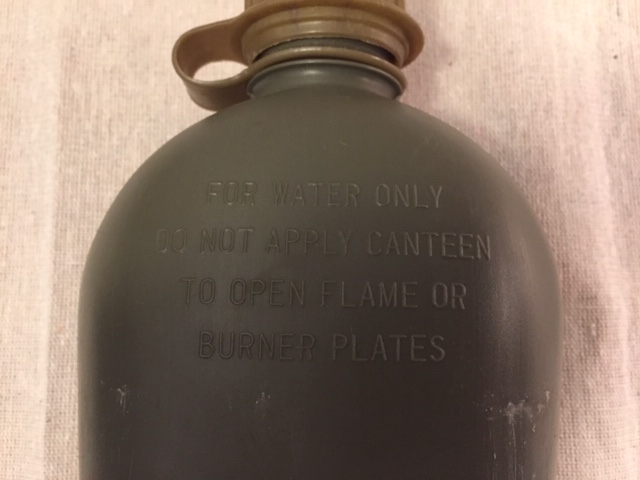 FOR WATER ONLY
DO NOT APPLY CANTEEN
TO OPEN FLAME OR
BURNER PLATES